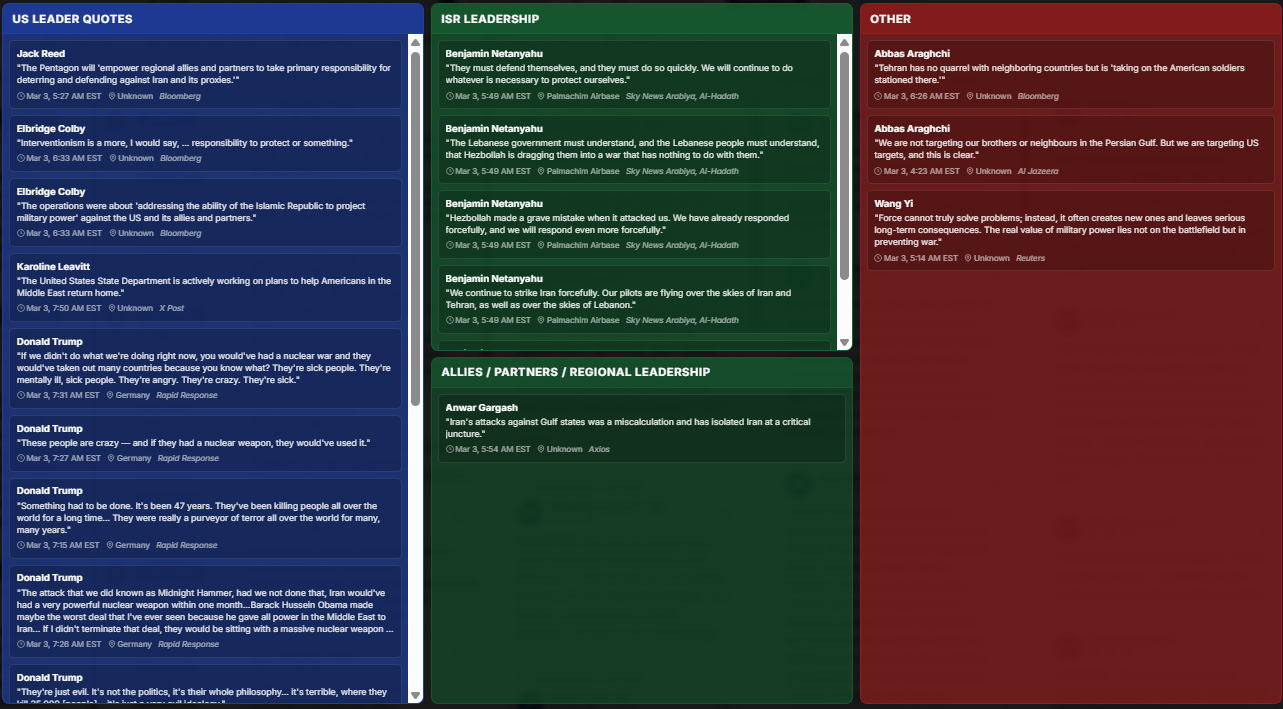 US LEADER QUOTES
Jack Reed
"The Pentagon will 'empower regional allies and partners to take primary responsibility for
deterring and defending against Iran and its proxies.'"
Mar 3, 5:27 AM EST Unknown Bloomberg
Elbridge Colby
"Interventionism is a more, I would say, ... responsibility to protect or something."
Mar 3, 6:33 AM EST Unknown Bloomberg
Elbridge Colby
"The operations were about 'addressing the ability of the Islamic Republic to project
military power' against the US and its allies and partners."
Mar 3, 6:33 AM EST Unknown Bloomberg
Karoline Leavitt
"The United States State Department is actively working on plans to help Americans in the
Middle East return home."
Mar 3, 7:50 AM EST Unknown X Post
Donald Trump
"If we didn't do what we're doing right now, you would've had a nuclear war and they
would've taken out many countries because you know what? They're sick people. They're
mentally ill, sick people. They're angry. They're crazy. They're sick."
Mar 3, 7:31 AM EST Germany Rapid Response
Donald Trump
"These people are crazy — and if they had a nuclear weapon, they would've used it."
Mar 3, 7:27 AM EST Germany Rapid Response
Donald Trump
"Something had to be done. It's been 47 years. They've been killing people all over the
world for a long time... They were really a purveyor of terror all over the world for many,
many years."
Mar 3, 7:15 AM EST Germany Rapid Response
Donald Trump
"The attack that we did known as Midnight Hammer, had we not done that, Iran would've
had a very powerful nuclear weapon within one month...Barack Hussein Obama made
maybe the worst deal that I've ever seen because he gave all power in the Middle East to
Iran... If I didn't terminate that deal, they would be sitting with a massive nuclear weapon ...
Mar 3, 7:26 AM EST Germany Rapid Response
Donald Trump
"They're just evil. It's not the politics, it's their whole philosophy... it's terrible, where they
ISR LEADERSHIP
Benjamin Netanyahu
"They must defend themselves, and they must do so quickly. We will continue to do
whatever is necessary to protect ourselves."
Mar 3, 5:49 AM EST Palmachim Airbase Sky News Arabiya, Al-Hadath
Benjamin Netanyahu
"The Lebanese government must understand, and the Lebanese people must understand,
that Hezbollah is dragging them into a war that has nothing to do with them."
Mar 3, 5:49 AM EST Palmachim Airbase Sky News Arabiya, Al-Hadath
Benjamin Netanyahu
"Hezbollah made a grave mistake when it attacked us. We have already responded
forcefully, and we will respond even more forcefully."
Mar 3, 5:49 AM EST Palmachim Airbase Sky News Arabiya, Al-Hadath
Benjamin Netanyahu
"We continue to strike Iran forcefully. Our pilots are flying over the skies of Iran and
Tehran, as well as over the skies of Lebanon."
Mar 3, 5:49 AM EST Palmachim Airbase Sky News Arabiya, Al-Hadath
ALLIES / PARTNERS / REGIONAL LEADERSHIP
Anwar Gargash
"Iran's attacks against Gulf states was a miscalculation and has isolated Iran at a critical
juncture."
Mar 3, 5:54 AM EST Unknown Axios
OTHER
Abbas Araghchi
"Tehran has no quarrel with neighboring countries but is 'taking on the American soldiers
stationed there.'"
Mar 3, 6:26 AM EST Unknown Bloomberg
Abbas Araghchi
"We are not targeting our brothers or neighbours in the Persian Gulf. But we are targeting US
targets, and this is clear."
Mar 3, 4:23 AM EST Unknown Al Jazeera
Wang Yi
"Force cannot truly solve problems; instead, it often creates new ones and leaves serious
long-term consequences. The real value of military power lies not on the battlefield but in
preventing war."
Mar 3, 5:14 AM EST Unknown Reuters